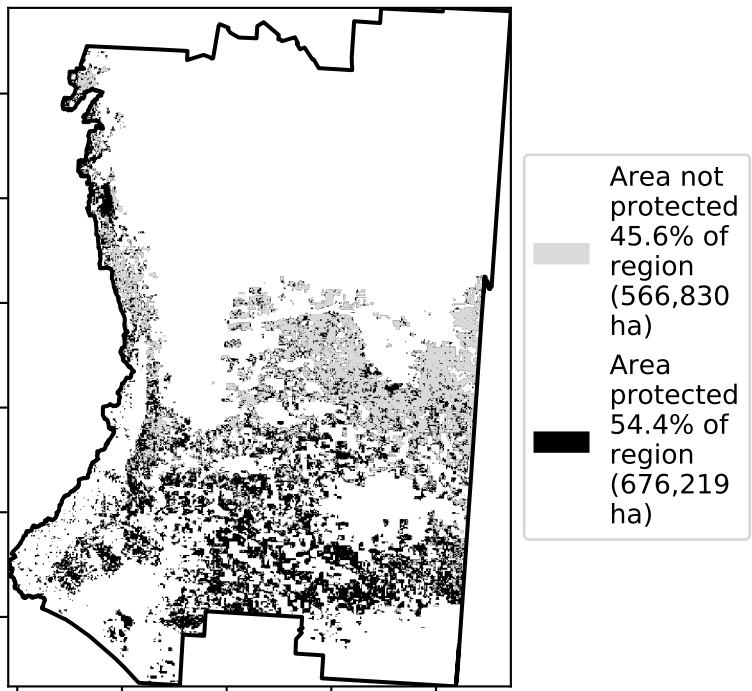 Area not
protected
45.6% of
region
(566,830
ha)
Area
protected
54.4% of
region
(676,219
ha)